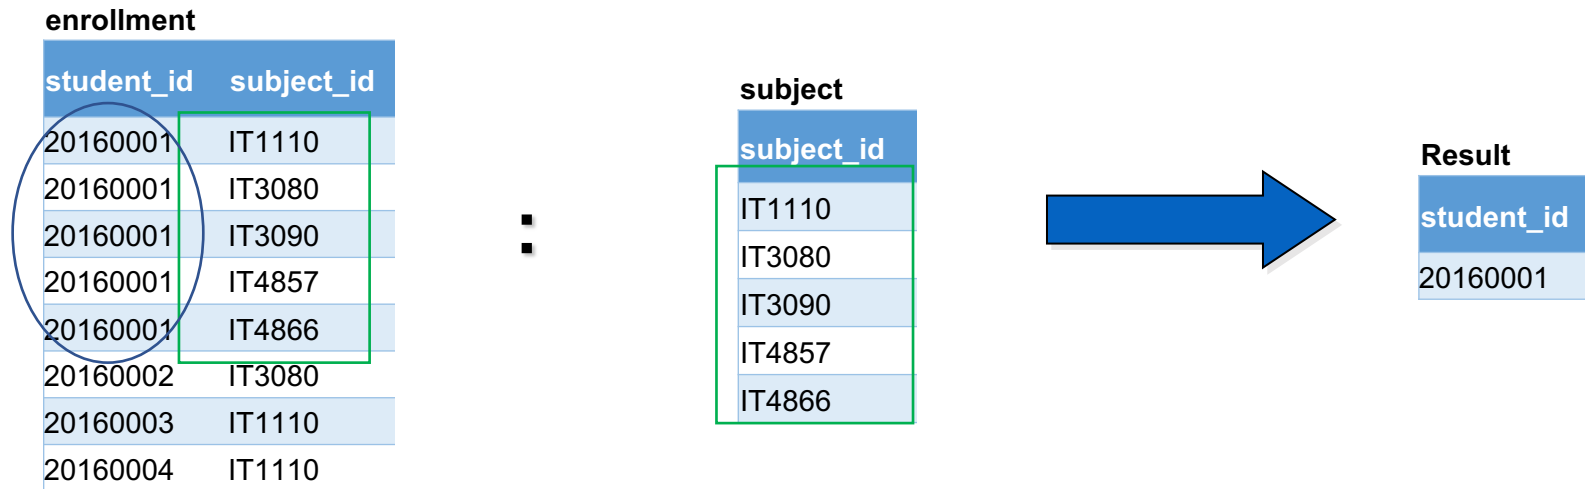 enrollment
student_id subject_id
20160001 IT1110
20160001 IT3080
20160001 IT3090
20160001 IT4857
20160001 IT4866
20160002 IT3080
20160003 IT1110
20160004 IT1110
:
subject
subject_id
IT1110
IT3080
IT3090
IT4857
IT4866
Result
student_id
20160001